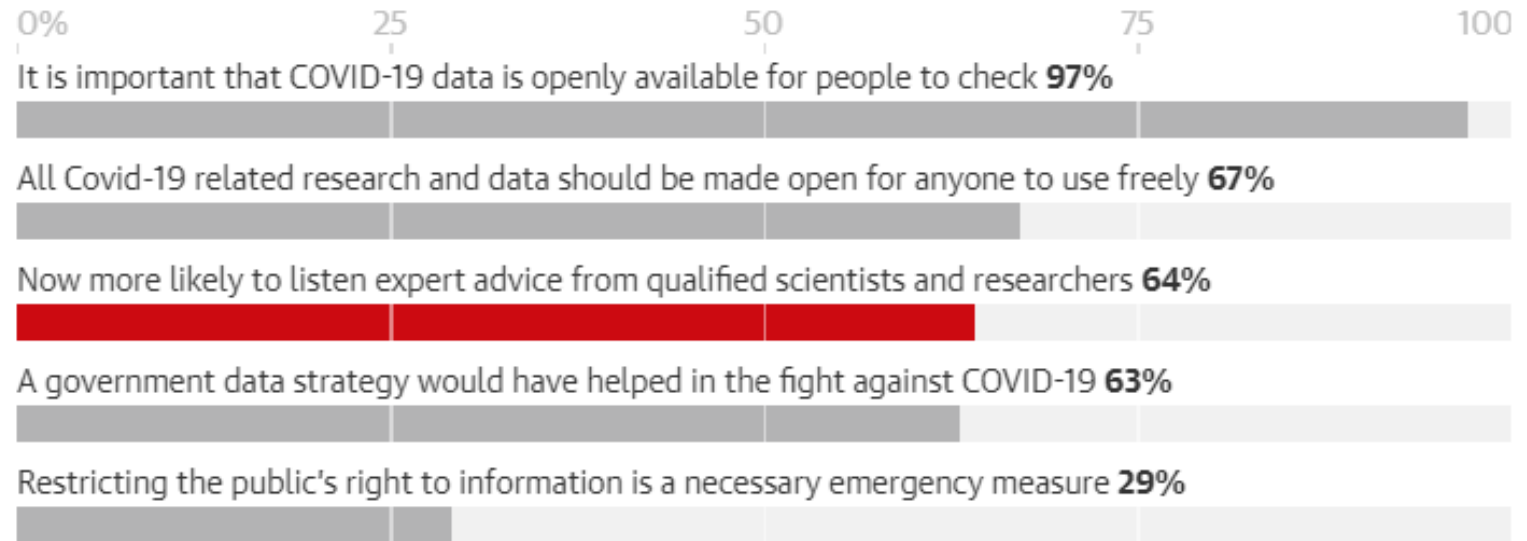 0% 25 50 75 100
It is important that COVID-19 data is openly available for people to check 97%
All Covid-19 related research and data should be made open for anyone to use freely 67%
Now more likely to listen expert advice from qualified scientists and researchers 64%
A government data strategy would have helped in the fight against COVID-19 63%
Restricting the public's right to information is a necessary emergency measure 29%